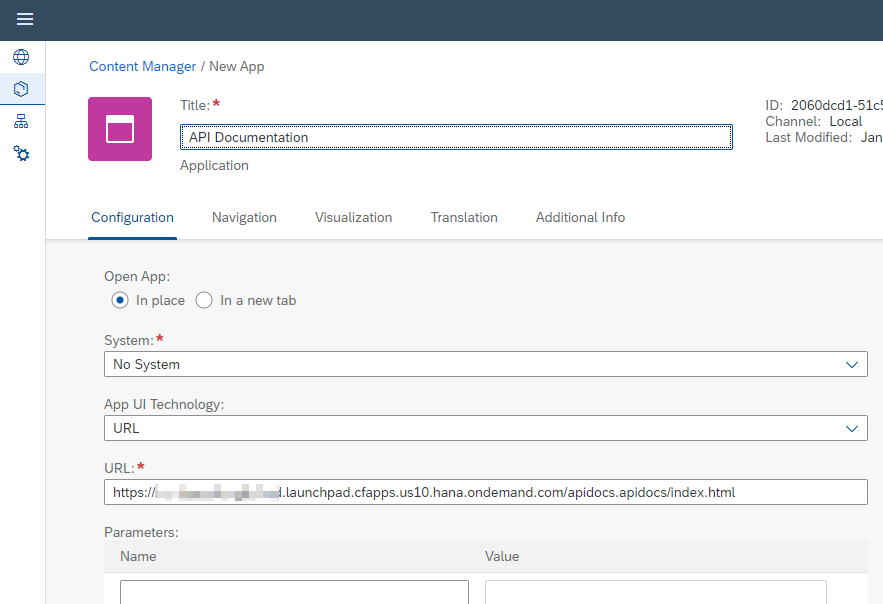 Content Manager / New App
Title:*
API Documentation
Application
ID: 2060dcd1-51c5
Channel: Local
Last Modified: Jan
Configuration
Navigation
Visualization
Translation
Additional Info
Open App:
In place
In a new tab
System:*
No System
App UI Technology:
URL
URL:*
https:// .launchpad.cfapps.us10.hana.ondemand.com/apidocs.apidocs/index.html
Parameters:
Name Value